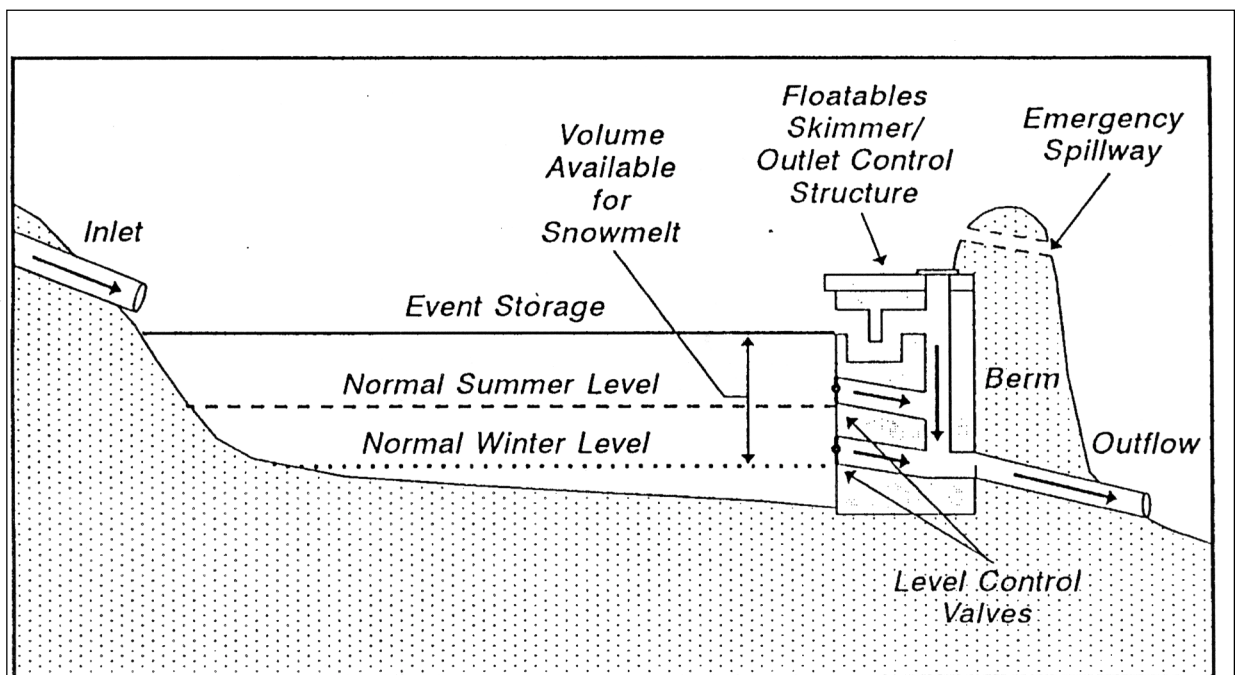 Floatables
Skimmer/
Outlet Control
Structure
Emergency
Spillway
Volume
Available
for
Snowmelt
Inlet
Event Storage
Normal Summer Level
Berm
Normal Winter Level
Outflow
Level Control
Valves